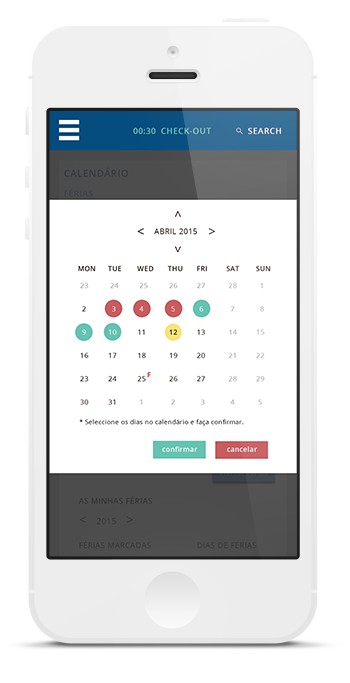 00:30 CHECK-OUT SEARCH
CALENDÁRIO
FÉRIAS
< ABRIL 2015 >
MON TUE WED THU FRI SAT SUN
23 24 25 26 27 28 1
2 3 4 5 6 7 8
9 10 11 12 13 14 15
16 17 18 19 20 21 22
23 24 25 F 26 27 28 29
30 31 1 2 3 4 5
* Seleccione os dias no calendário e faça confirmar.
confirmar cancelar
AS MINHAS FÉRIAS
< 2015 >
FÉRIAS MARCADAS DIAS DE FÉRIAS